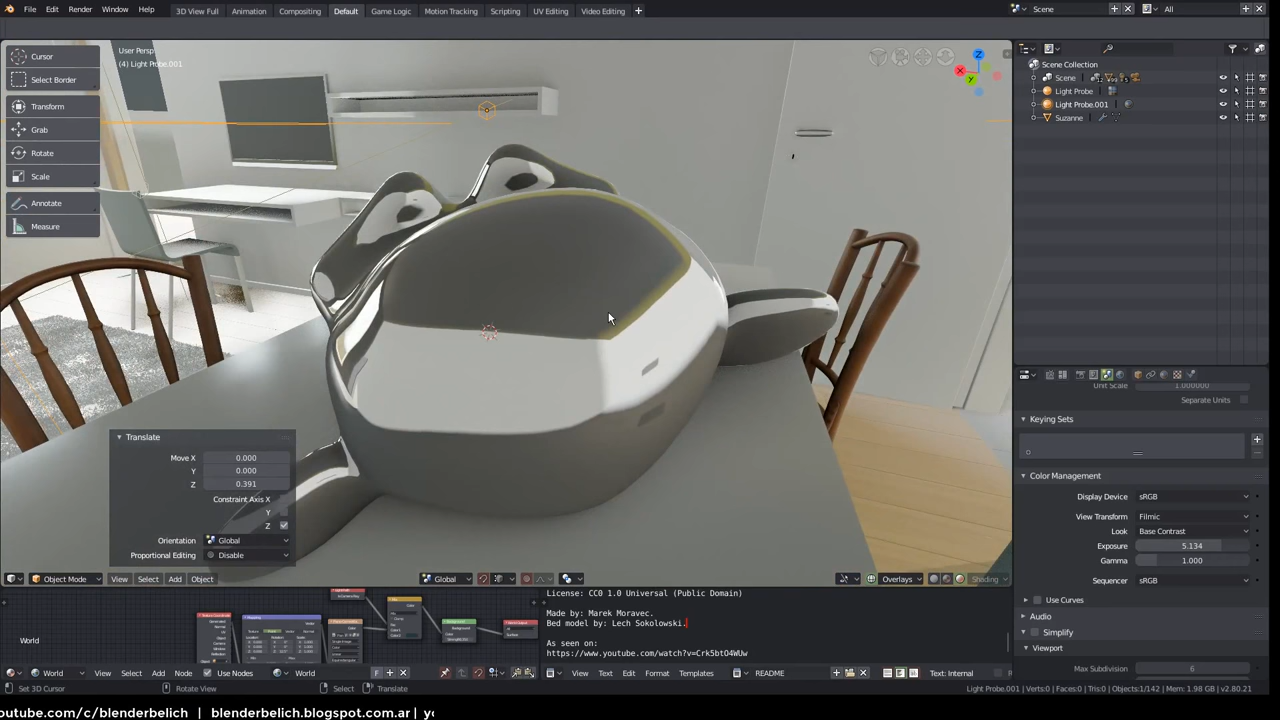 File Edit Render Window Help
3D View Full Animation Compositing Default Game Logic Motion Tracking Scripting UV Editing Video Editing
Scene All
User Persp
(4) Light Probe.001
Cursor
Select Border
Transform
Grab
Rotate
Scale
Annotate
Measure
Z
X
Y
Scene Collection
Scene
Light Probe
Light Probe.001
Suzanne
Translate
Move X 0.000
Y 0.000
Z 0.391
Constraint Axis X
Y
Z
Orientation Global
Proportional Editing Disable
Unit Scale 1.000000
Separate Units
Keying Sets
Color Management
Display Device sRGB
View Transform Filmic
Look Base Contrast
Exposure 5.134
Gamma 1.000
Sequencer sRGB
Use Curves
Audio
Simplify
Viewport
Max Subdivision 6
Object Mode View Select Add Object Global Overlays Shading
World
License: CC0 1.0 Universal (Public Domain)
Made by: Marek Moravec.
Bed model by: Lech Sokolowski.
As seen on:
https://www.youtube.com/watch?v=Crk5btO4WUw
World View Select Add Node Use Nodes World F
View Text Edit Format Templates README Text: Internal
Set 3D Cursor Rotate View Select Translate
Light Probe.001 | Verts:0 | Faces:0 | Tris:0 | Objects:1/142 | Mem: 1.98 GB | v2.80.21
outube.com/c/blenderbelich | blenderbelich.blogspot.com.ar | y